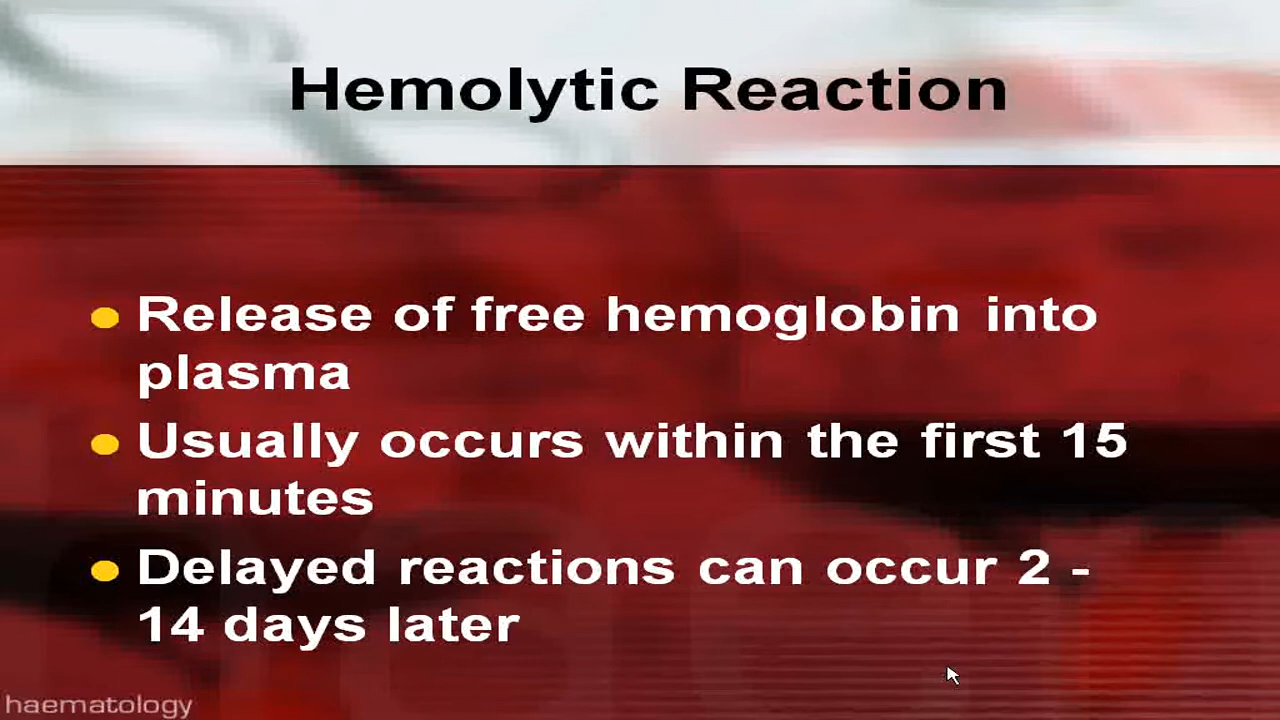 Hemolytic Reaction
Release of free hemoglobin into
plasma
Usually occurs within the first 15
minutes
Delayed reactions can occur 2 -
14 days later
haematology